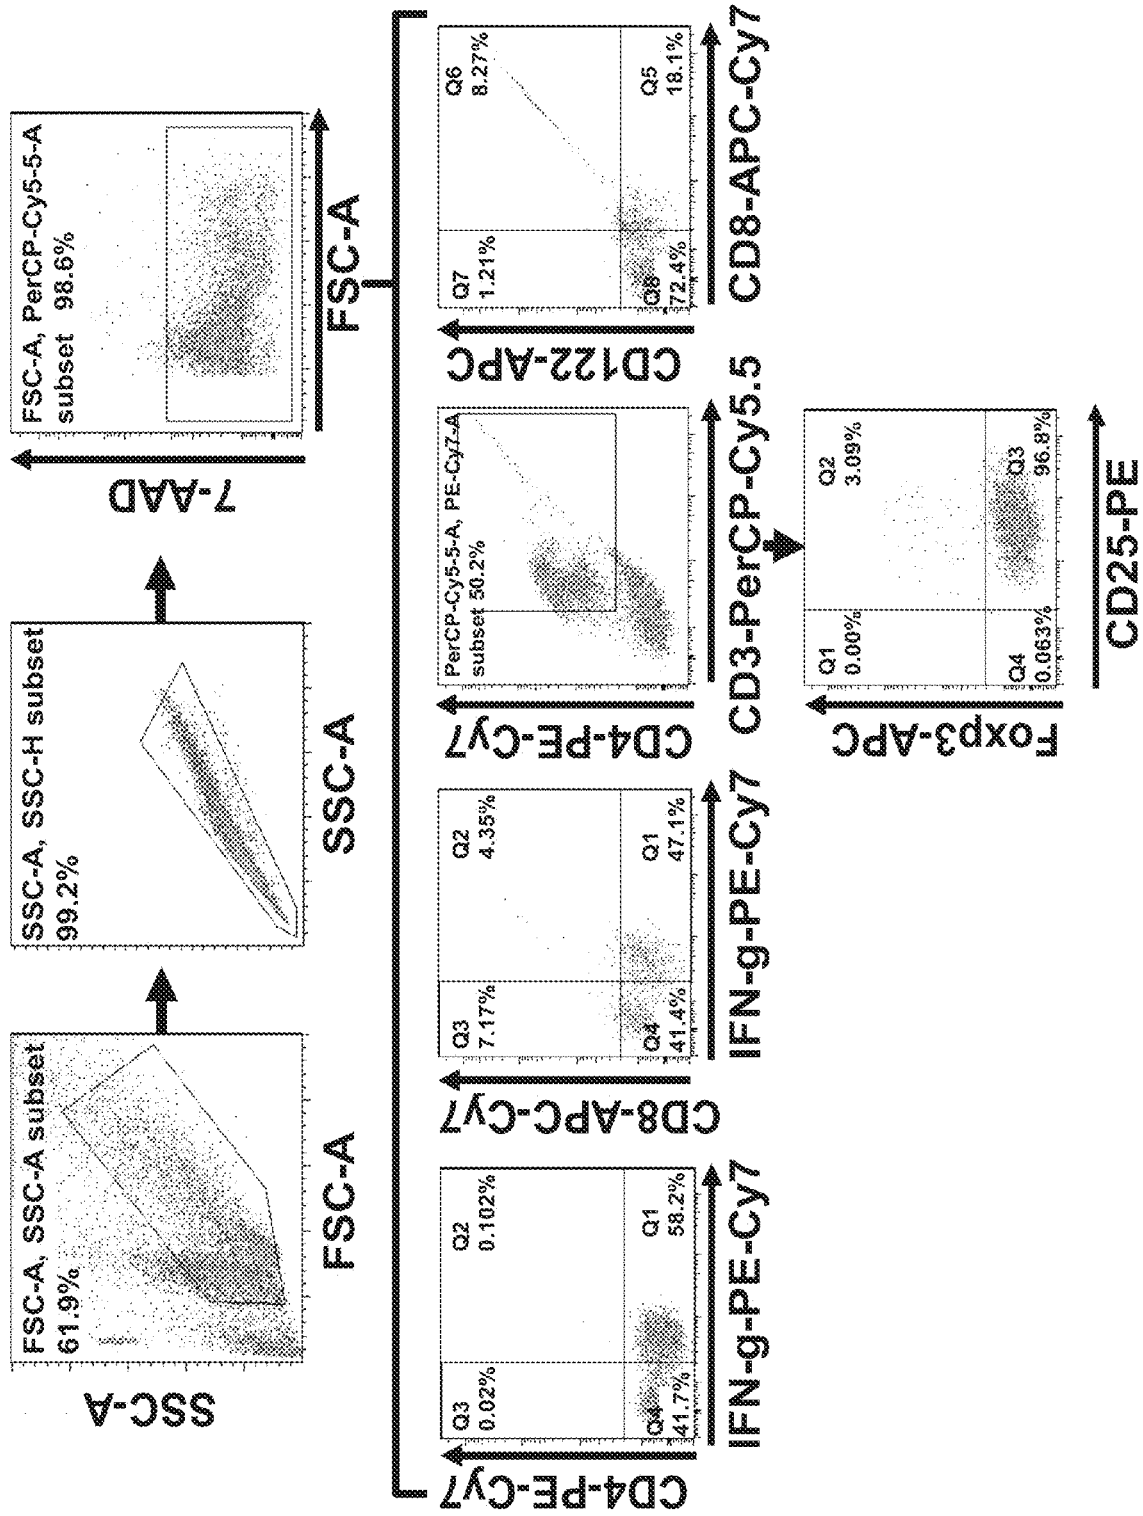 FSC-A, SSC-A subset
61.9%
SSC-A
FSC-A
SSC-A, SSC-H subset
99.2%
SSC-A
FSC-A, PerCP-Cy5-5-A
subset 98.6%
7-AAD
FSC-A
Q3
0.02%
Q2
0.102%
Q4
41.7%
Q1
58.2%
CD4-PE-Cy7
IFN-g-PE-Cy7
Q3
7.17%
Q2
4.35%
Q4
41.4%
Q1
47.1%
CD8-APC-Cy7
IFN-g-PE-Cy7
PerCP-Cy5-5-A, PE-Cy7-A
subset 50.2%
CD4-PE-Cy7
CD3-PerCP-Cy5.5
Q7
1.21%
Q6
8.27%
Q8
72.4%
Q5
18.1%
CD122-APC
CD8-APC-Cy7
Q1
0.00%
Q2
3.09%
Q4
0.063%
Q3
96.8%
Foxp3-APC
CD25-PE